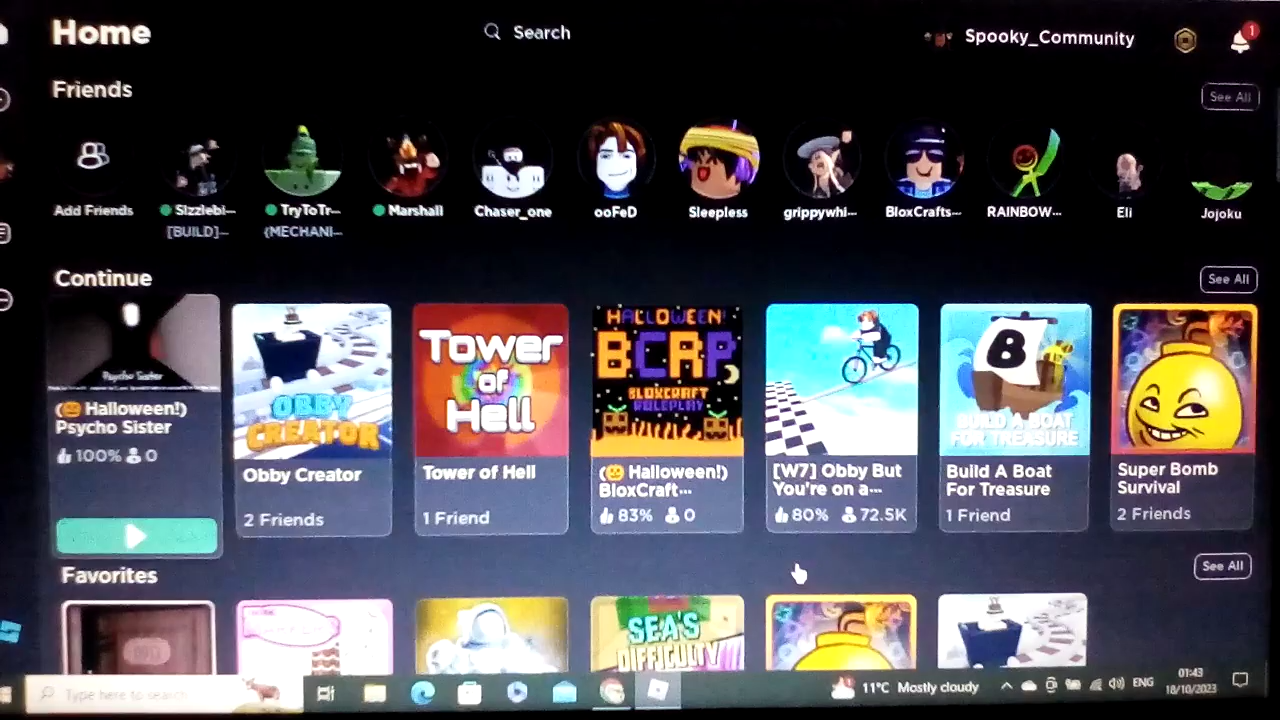 Home
Search
Spooky_Community
1
Friends
See All
Add Friends
SIzzlebl...
TryToTr...
Marshall
Chaser_one
ooFeD
Sleepless
grippywhi...
BloxCrafts...
RAINBOW...
Eli
Jojoku
[BUILD]...
(MECHANI...
Continue
See All
Psycho Sister
(🎃 Halloween!)
Psycho Sister
100% 0
OBBY
CREATOR
Obby Creator
2 Friends
Tower
of
Hell
Tower of Hell
1 Friend
HALLOWEEN!
BCRP
BLOXCRAFT
ROLEPLAY
(🎃 Halloween!)
BloxCraft...
83% 0
[W7] Obby But
You're on a...
80% 72.5K
B
BUILD A BOAT
FOR TREASURE
Build A Boat
For Treasure
1 Friend
Super Bomb
Survival
2 Friends
Favorites
See All
SEA'S
DIFFICULTY
Type here to search
11°C Mostly cloudy
ENG
01:43
18/10/2023